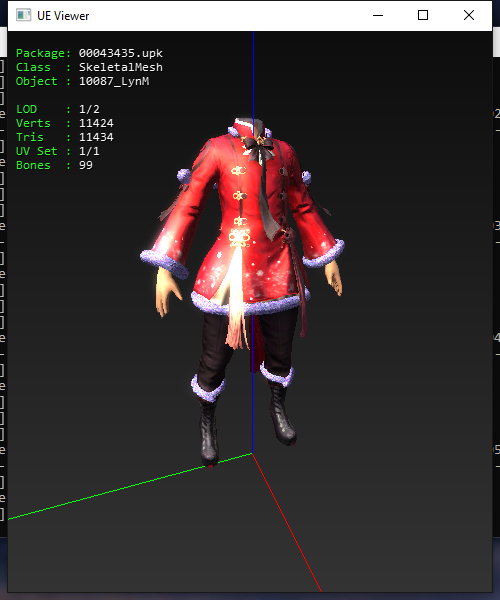 UE Viewer
Package: 00043435.upk
Class  : SkeletalMesh
Object : 10087_LynM
LOD    : 1/2
Verts  : 11424
Tris   : 11434
UV Set : 1/1
Bones  : 99